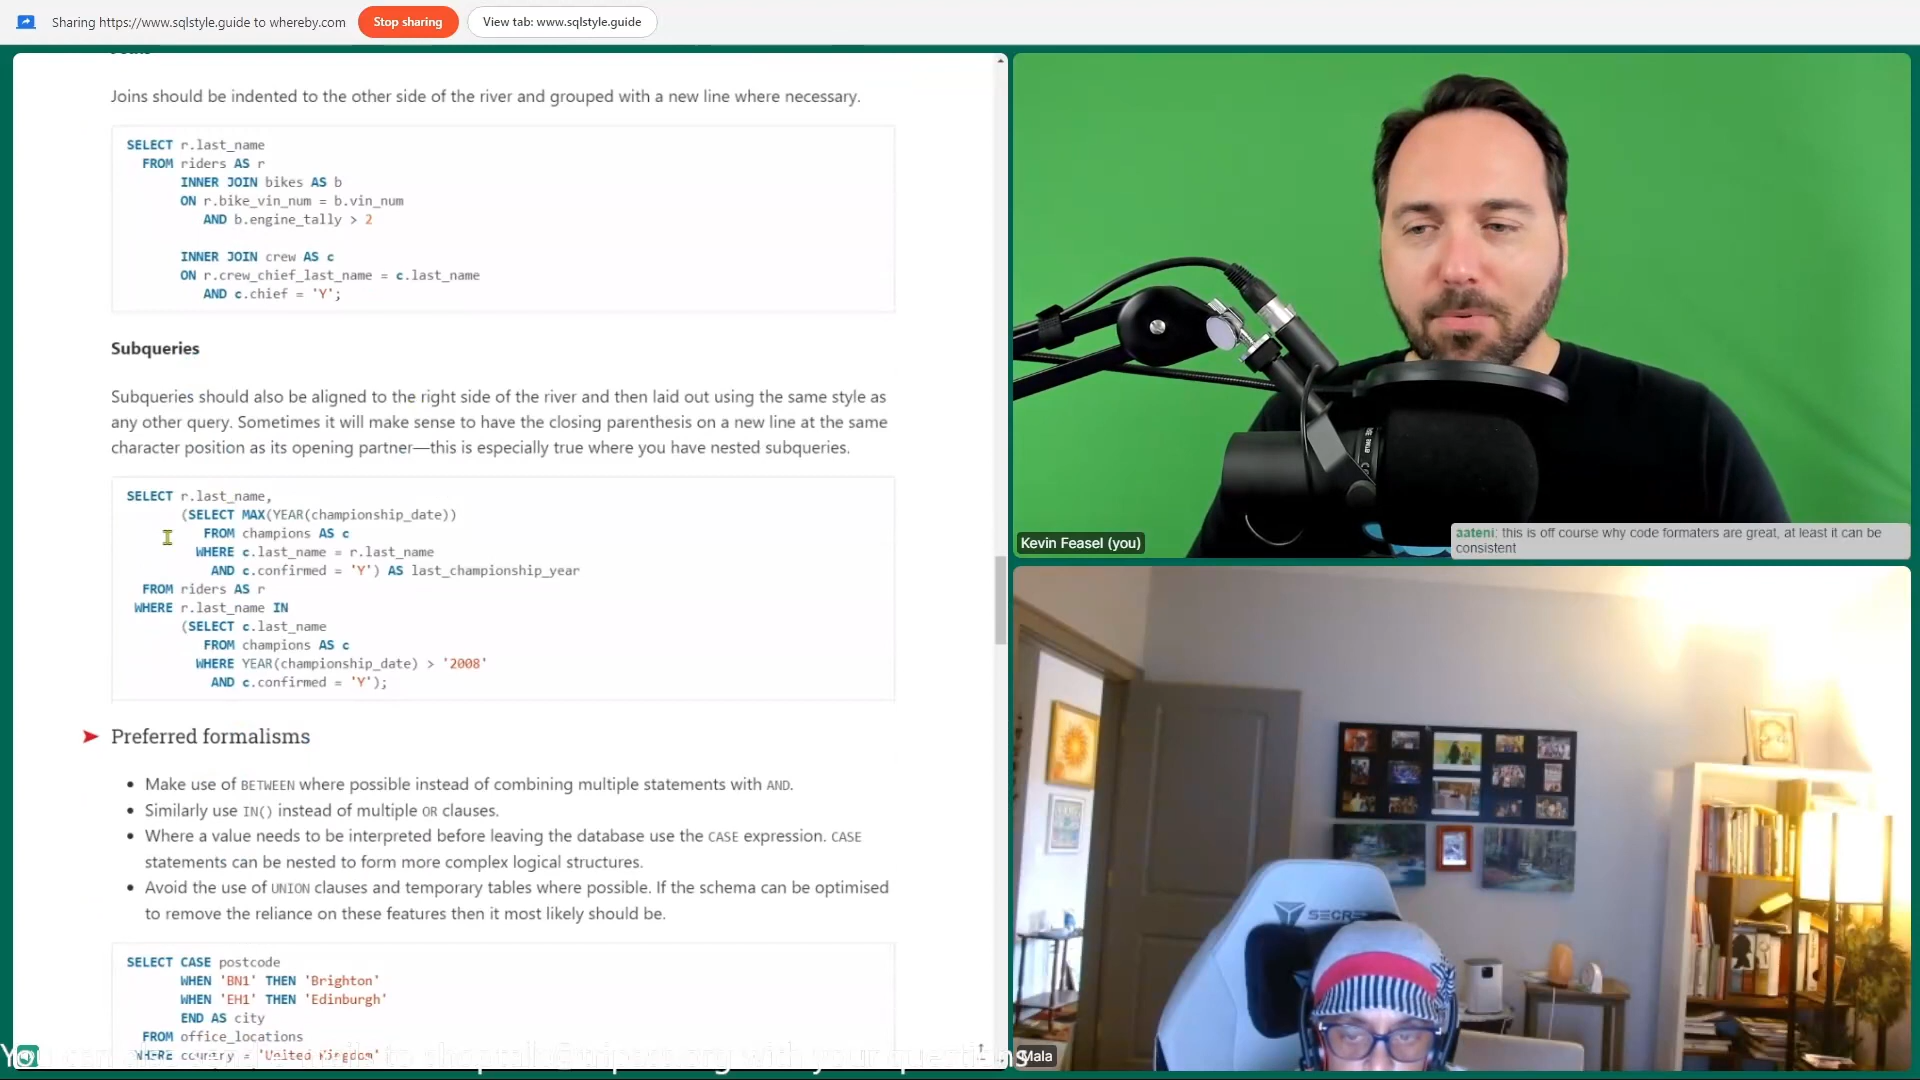 Sharing https://www.sqlstyle.guide to whereby.com
Stop sharing
View tab: www.sqlstyle.guide
Joins should be indented to the other side of the river and grouped with a new line where necessary.
SELECT r.last_name
FROM riders AS r
INNER JOIN bikes AS b
ON r.bike_vin_num = b.vin_num
AND b.engine_tally > 2
INNER JOIN crew AS c
ON r.crew_chief_last_name = c.last_name
AND c.chief = 'Y';
Subqueries
Subqueries should also be aligned to the right side of the river and then laid out using the same style as
any other query. Sometimes it will make sense to have the closing parenthesis on a new line at the same
character position as its opening partner—this is especially true where you have nested subqueries.
SELECT r.last_name,
(SELECT MAX(YEAR(championship_date))
FROM champions AS c
WHERE c.last_name = r.last_name
AND c.confirmed = 'Y') AS last_championship_year
FROM riders AS r
WHERE r.last_name IN
(SELECT c.last_name
FROM champions AS c
WHERE YEAR(championship_date) > '2008'
AND c.confirmed = 'Y');
Preferred formalisms
• Make use of BETWEEN where possible instead of combining multiple statements with AND.
• Similarly use IN() instead of multiple OR clauses.
• Where a value needs to be interpreted before leaving the database use the CASE expression. CASE
statements can be nested to form more complex logical structures.
• Avoid the use of UNION clauses and temporary tables where possible. If the schema can be optimised
to remove the reliance on these features then it most likely should be.
SELECT CASE postcode
WHEN 'BN1' THEN 'Brighton'
WHEN 'EH1' THEN 'Edinburgh'
END AS city
FROM office_locations
WHERE country = 'United Kingdom'
with your questions
Kevin Feasel (you)
aateni: this is off course why code formaters are great, at least it can be
consistent
SECRE
Mala